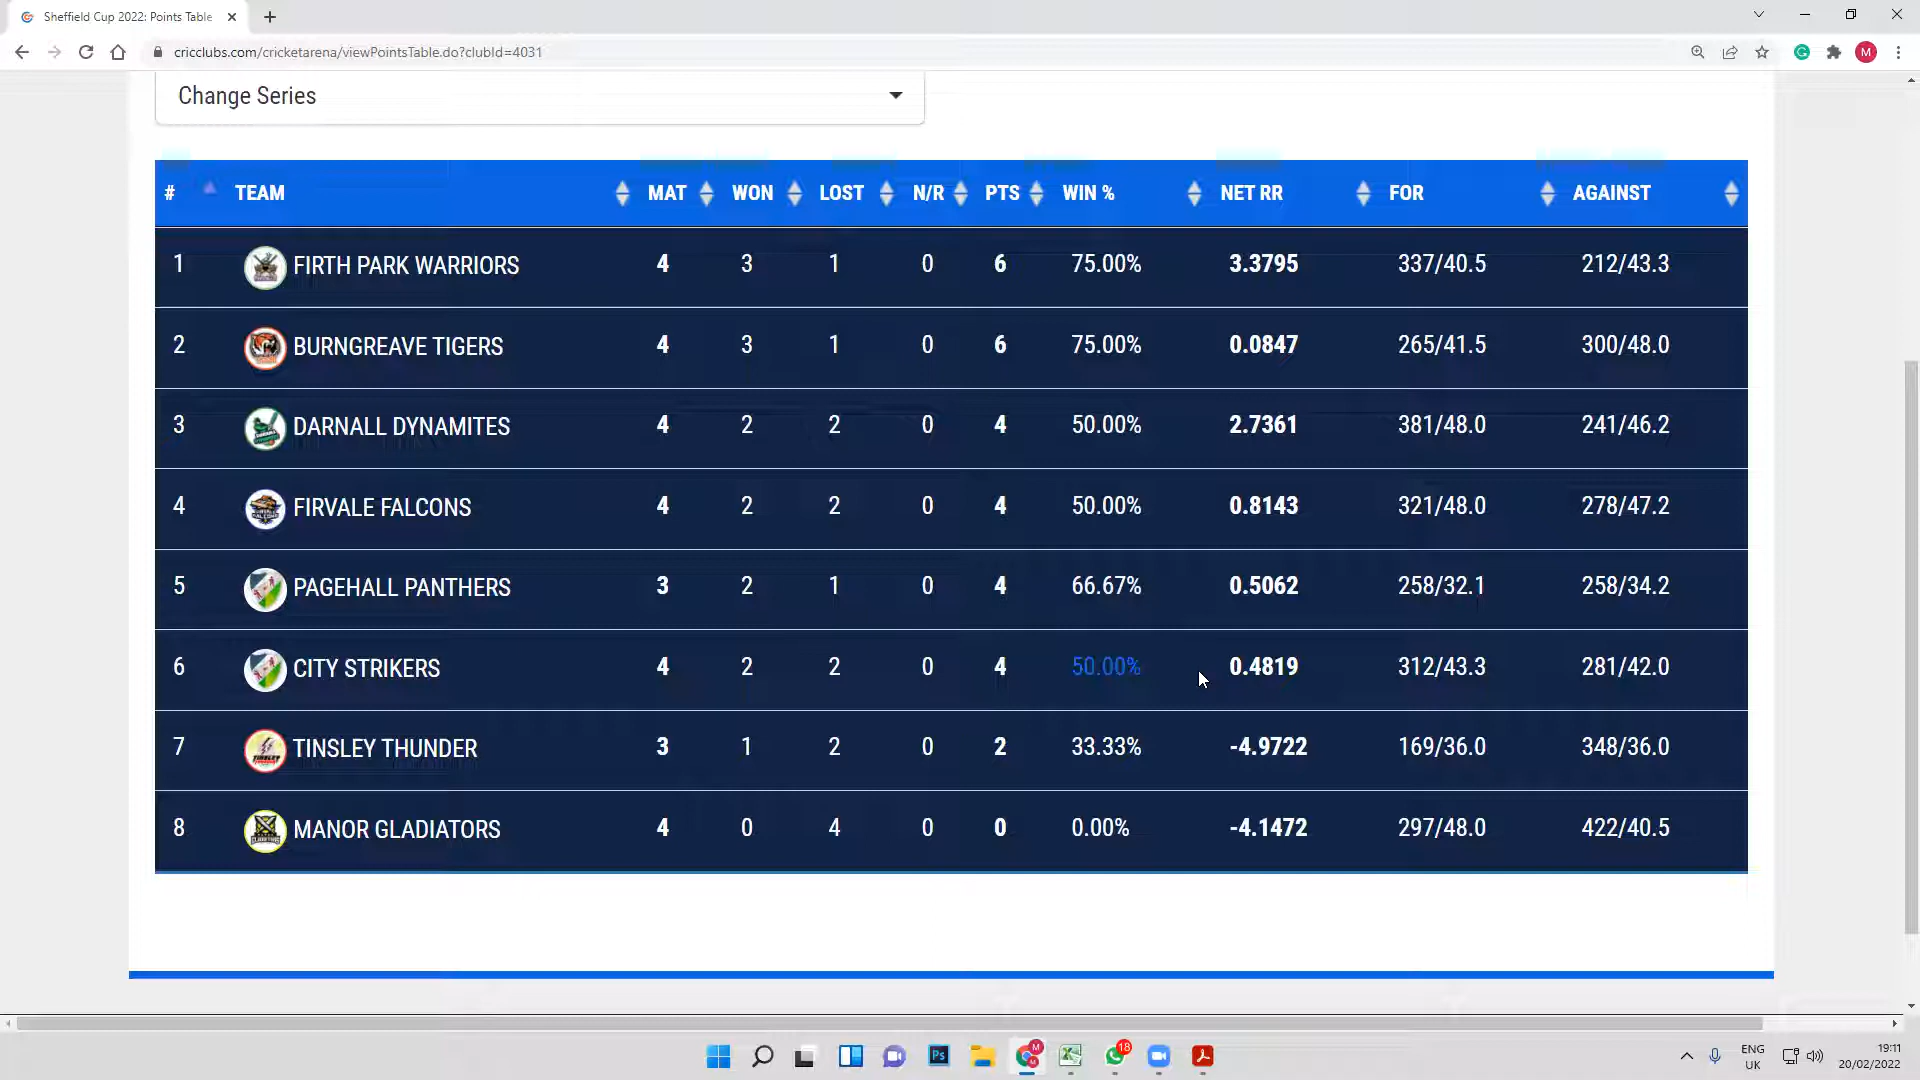 Sheffield Cup 2022: Points Table
cricclubs.com/cricketarena/viewPointsTable.do?clubId=4031
M
Change Series
# TEAM MAT WON LOST N/R PTS WIN % NET RR FOR AGAINST
1 FIRTH PARK WARRIORS 4 3 1 0 6 75.00% 3.3795 337/40.5 212/43.3
2 BURNGREAVE TIGERS 4 3 1 0 6 75.00% 0.0847 265/41.5 300/48.0
3 DARNALL DYNAMITES 4 2 2 0 4 50.00% 2.7361 381/48.0 241/46.2
4 FIRVALE FALCONS 4 2 2 0 4 50.00% 0.8143 321/48.0 278/47.2
5 PAGEHALL PANTHERS 3 2 1 0 4 66.67% 0.5062 258/32.1 258/34.2
6 CITY STRIKERS 4 2 2 0 4 50.00% 0.4819 312/43.3 281/42.0
7 TINSLEY THUNDER 3 1 2 0 2 33.33% -4.9722 169/36.0 348/36.0
8 MANOR GLADIATORS 4 0 4 0 0 0.00% -4.1472 297/48.0 422/40.5
Ps M 18 ENG 19:11
UK 20/02/2022